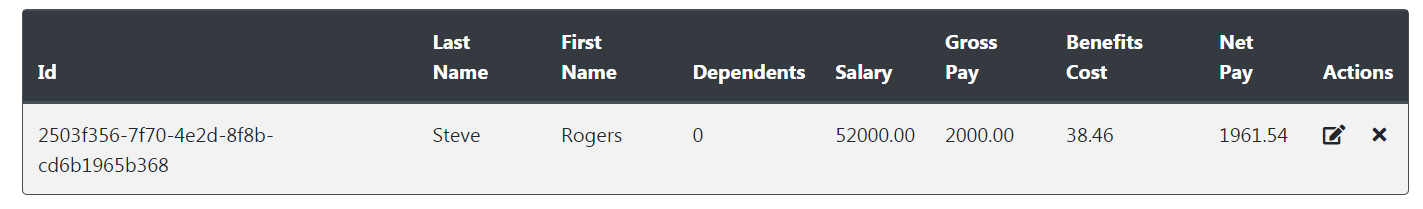 Id Last Name First Name Dependents Salary Gross Pay Benefits Cost Net Pay Actions
2503f356-7f70-4e2d-8f8b- Steve Rogers 0 52000.00 2000.00 38.46 1961.54
cd6b1965b368